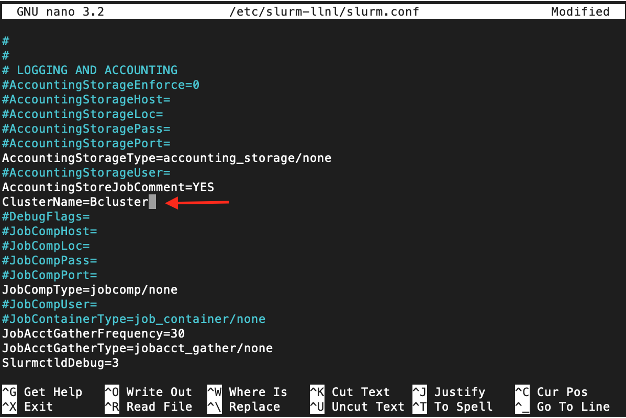 GNU nano 3.2 /etc/slurm-llnl/slurm.conf Modified
#
#
# LOGGING AND ACCOUNTING
#AccountingStorageEnforce=0
#AccountingStorageHost=
#AccountingStorageLoc=
#AccountingStoragePass=
#AccountingStoragePort=
AccountingStorageType=accounting_storage/none
#AccountingStorageUser=
AccountingStoreJobComment=YES
ClusterName=Bcluster
#DebugFlags=
#JobCompHost=
#JobCompLoc=
#JobCompPass=
#JobCompPort=
JobCompType=jobcomp/none
#JobCompUser=
#JobContainerType=job_container/none
JobAcctGatherFrequency=30
JobAcctGatherType=jobacct_gather/none
SlurmctldDebug=3
^G Get Help ^O Write Out ^W Where Is ^K Cut Text ^J Justify ^C Cur Pos
^X Exit ^R Read File ^\ Replace ^U Uncut Text ^T To Spell ^_ Go To Line